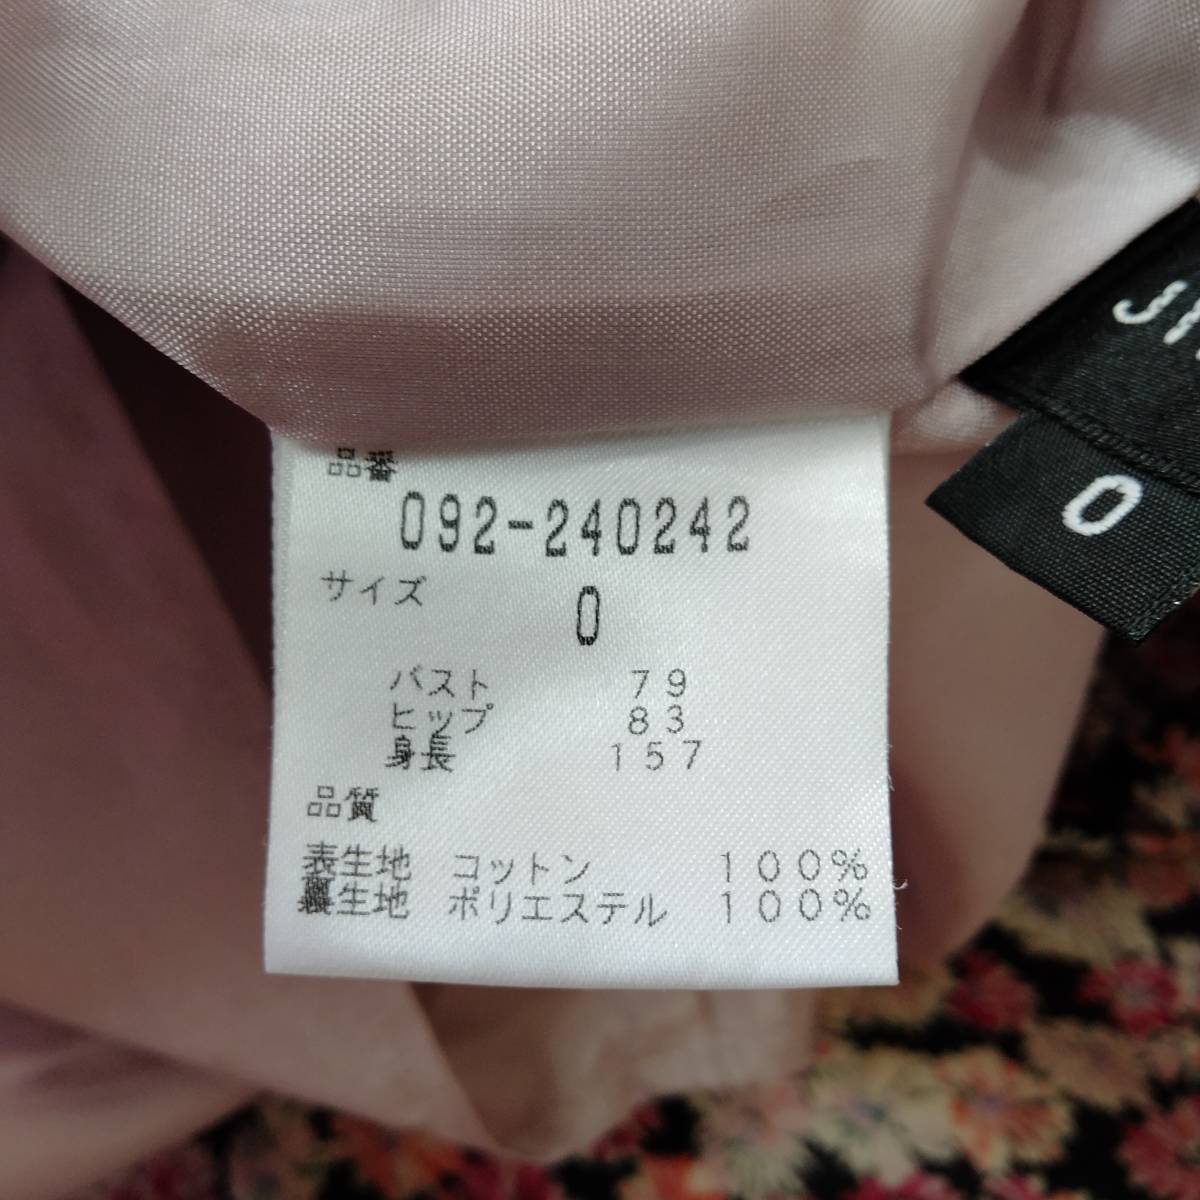 品番
092-240242
サイズ 0
バスト 79
ヒップ 83
身長 157
品質
表生地 コットン 100%
裏生地 ポリエステル 100%
0